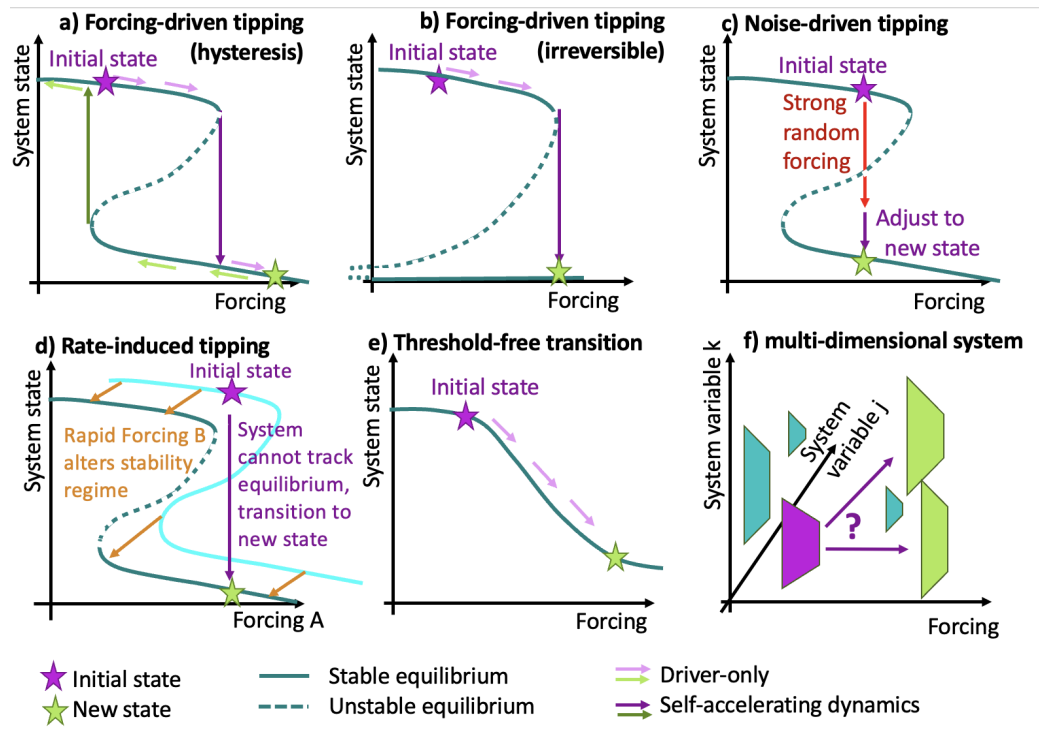 a) Forcing-driven tipping
(hysteresis)
System state
Initial state
Forcing
b) Forcing-driven tipping
(irreversible)
System state
Initial state
Forcing
c) Noise-driven tipping
System state
Initial state
Strong
random
forcing
Adjust to
new state
Forcing
d) Rate-induced tipping
System state
Initial state
Rapid Forcing B
alters stability
regime
System
cannot track
equilibrium,
transition to
new state
Forcing A
e) Threshold-free transition
System state
Initial state
Forcing
f) multi-dimensional system
System variable k
System
variable j
?
Forcing
Initial state
New state
Stable equilibrium
Unstable equilibrium
Driver-only
Self-accelerating dynamics